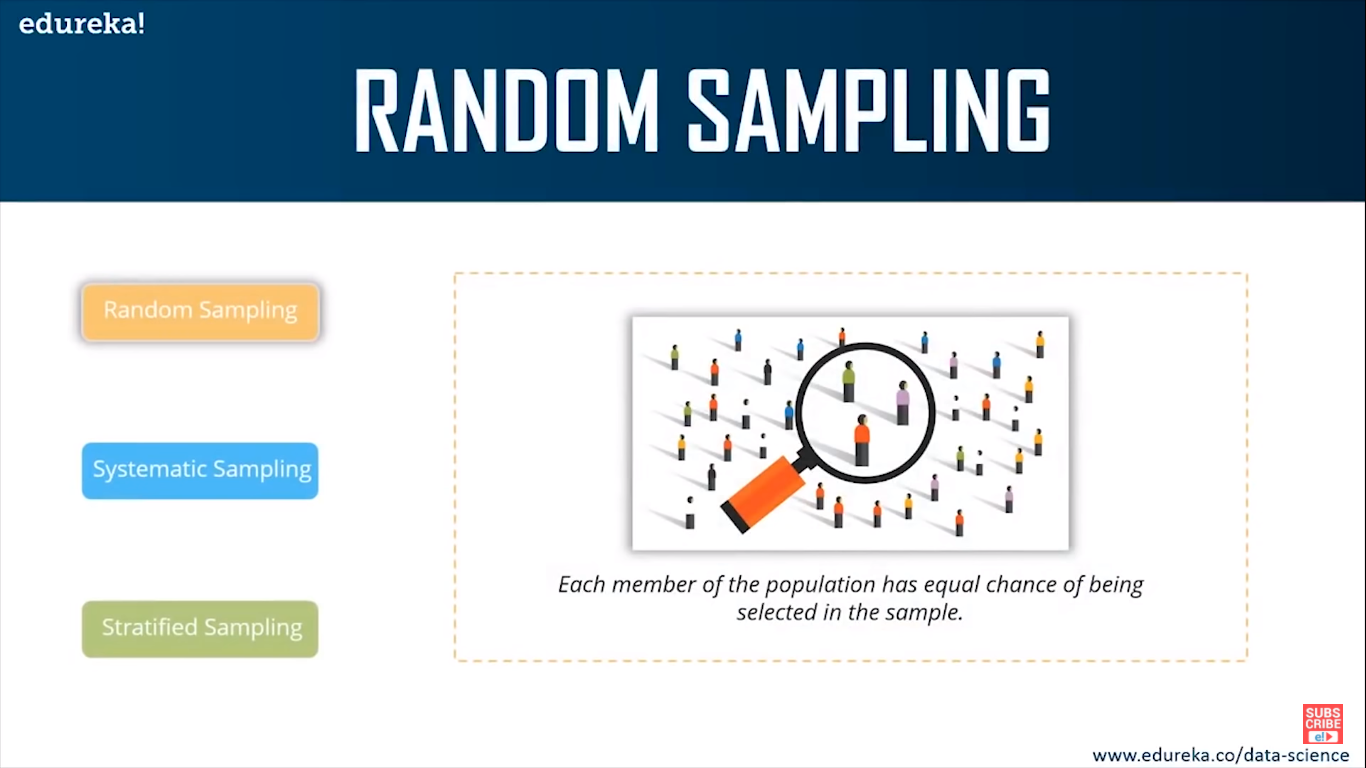 edureka!
RANDOM SAMPLING
Random Sampling
Systematic Sampling
Stratified Sampling
Each member of the population has equal chance of being
selected in the sample.
SUBS
CRIBE
e!
www.edureka.co/data-science